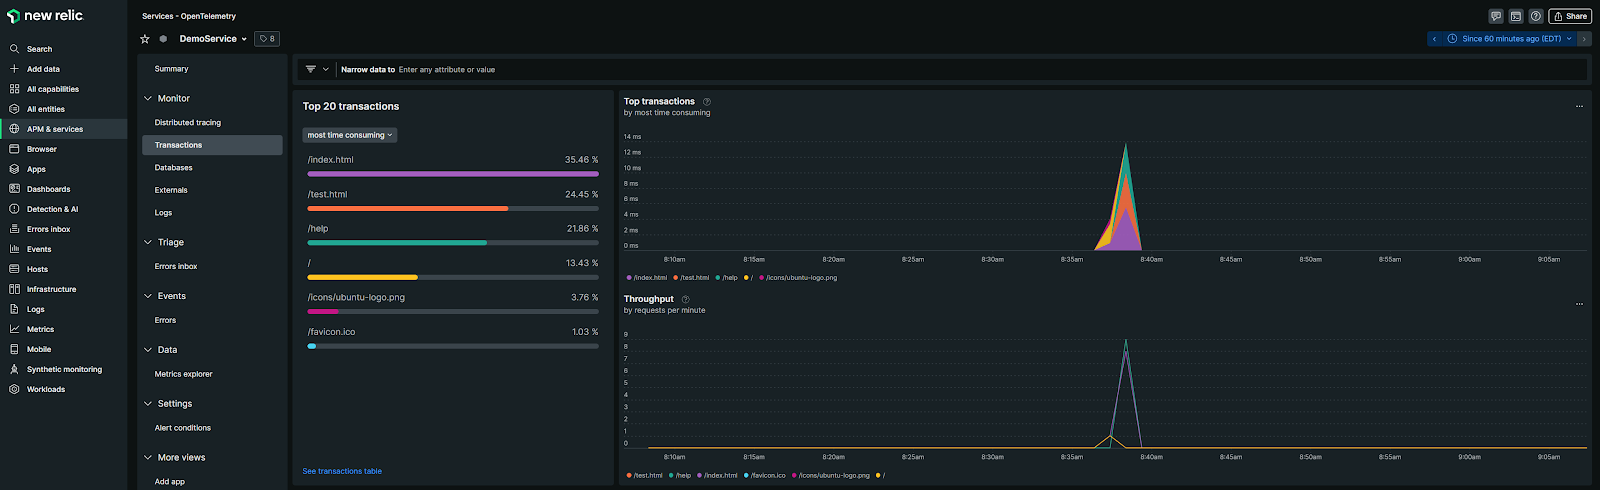 new relic
Search
Add data
All capabilities
All entities
APM & services
Browser
Apps
Dashboards
Detection & AI
Errors inbox
Events
Hosts
Infrastructure
Logs
Metrics
Mobile
Synthetic monitoring
Workloads
Services - OpenTelemetry
Share
DemoService
8
Since 60 minutes ago (EDT)
Summary
Monitor
Distributed tracing
Transactions
Databases
Externals
Logs
Triage
Errors inbox
Events
Errors
Data
Metrics explorer
Settings
Alert conditions
More views
Add app
Narrow data to Enter any attribute or value
Top 20 transactions
most time consuming
/index.html 35.46 %
/test.html 24.45 %
/help 21.86 %
/ 13.43 %
/icons/ubuntu-logo.png 3.76 %
/favicon.ico 1.03 %
See transactions table
Top transactions
by most time consuming
14 ms
12 ms
10 ms
8 ms
6 ms
4 ms
2 ms
0 ms
8:10am 8:15am 8:20am 8:25am 8:30am 8:35am 8:40am 8:45am 8:50am 8:55am 9:00am 9:05am
/index.html /test.html /help / /icons/ubuntu-logo.png
Throughput
by requests per minute
9
8
7
6
5
4
3
2
1
0
8:10am 8:15am 8:20am 8:25am 8:30am 8:35am 8:40am 8:45am 8:50am 8:55am 9:00am 9:05am
/test.html /help /index.html /favicon.ico /icons/ubuntu-logo.png /